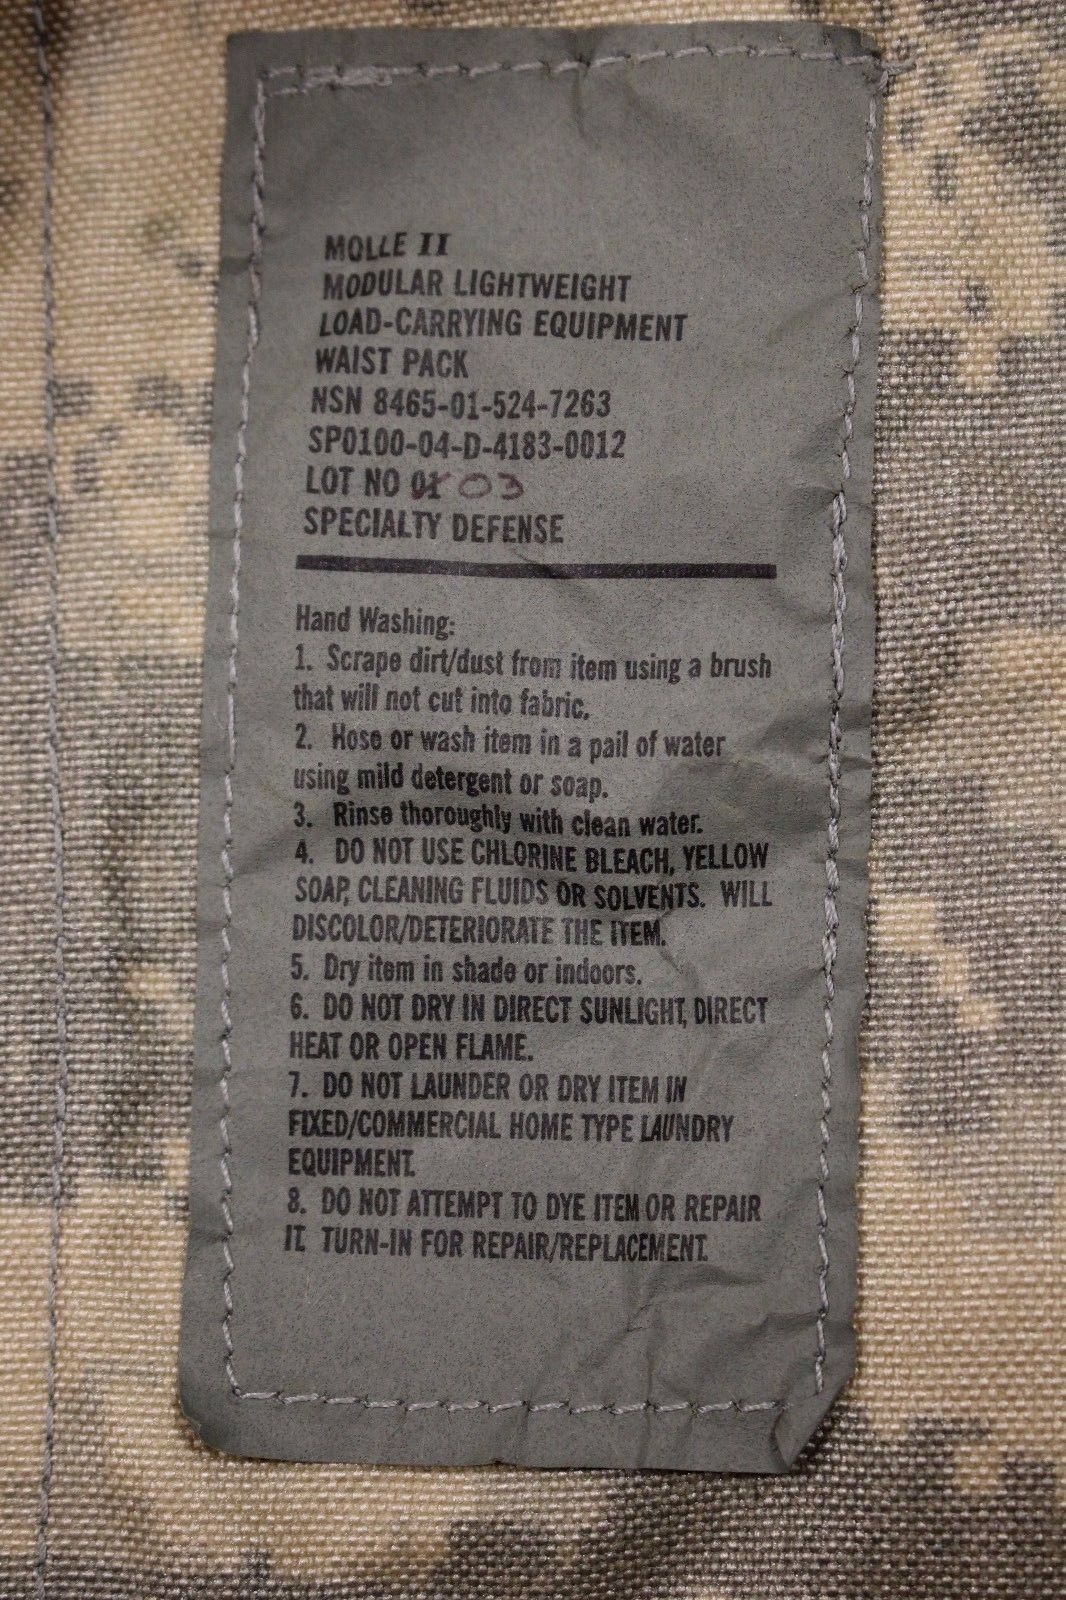 MOLLE II
MODULAR LIGHTWEIGHT
LOAD-CARRYING EQUIPMENT
WAIST PACK
NSN 8465-01-524-7263
SP0100-04-D-4183-0012
LOT NO 01 03
SPECIALTY DEFENSE
Hand Washing:
1. Scrape dirt/dust from item using a brush
that will not cut into fabric.
2. Hose or wash item in a pail of water
using mild detergent or soap.
3. Rinse thoroughly with clean water.
4. DO NOT USE CHLORINE BLEACH, YELLOW
SOAP, CLEANING FLUIDS OR SOLVENTS. WILL
DISCOLOR/DETERIORATE THE ITEM.
5. Dry item in shade or indoors.
6. DO NOT DRY IN DIRECT SUNLIGHT, DIRECT
HEAT OR OPEN FLAME.
7. DO NOT LAUNDER OR DRY ITEM IN
FIXED/COMMERCIAL HOME TYPE LAUNDRY
EQUIPMENT.
8. DO NOT ATTEMPT TO DYE ITEM OR REPAIR
IT. TURN-IN FOR REPAIR/REPLACEMENT.